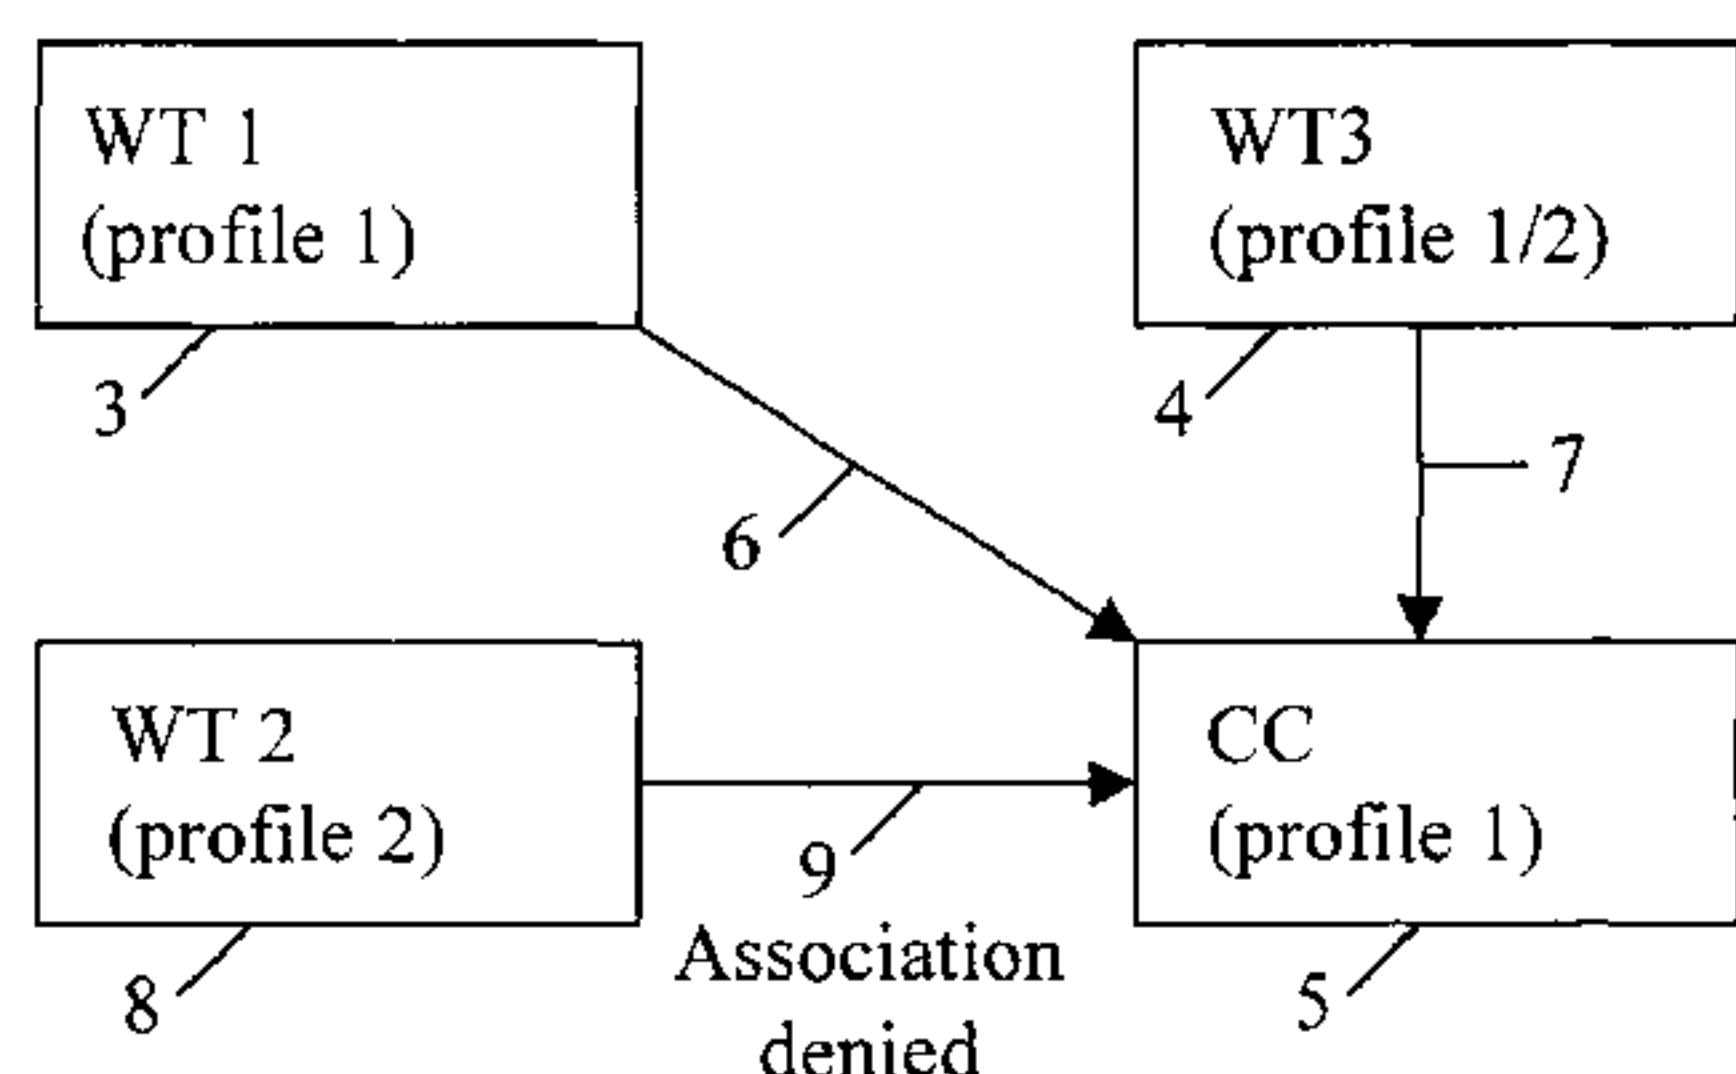 WT 1
(profile 1)
3
WT3
(profile 1/2)
4
7
6
WT 2
(profile 2)
8
9
Association
denied
CC
(profile 1)
5